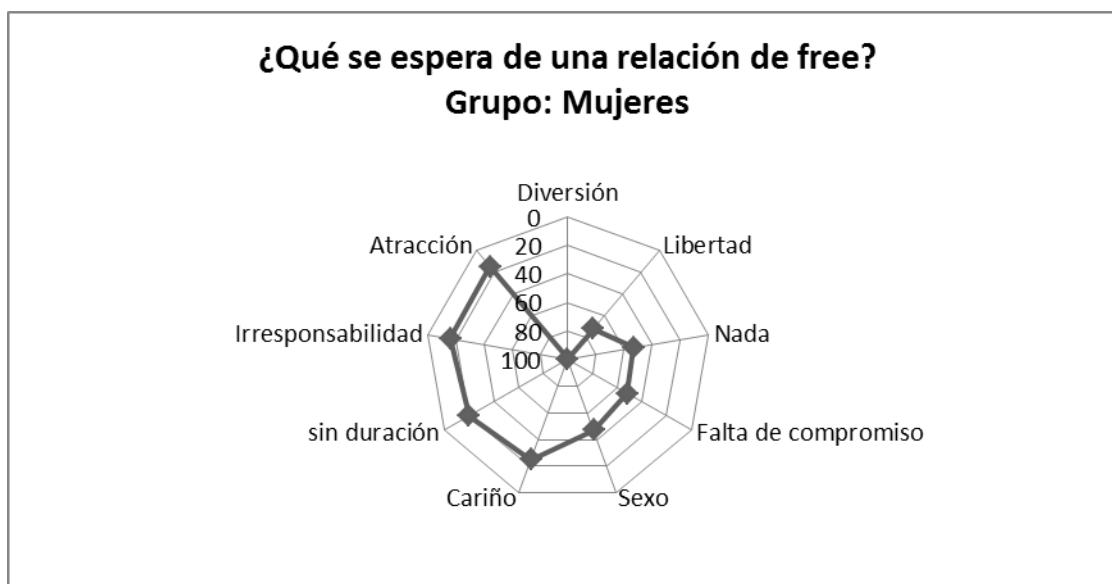 ¿Qué se espera de una relación de free?
Grupo: Mujeres
Diversión
0
Atracción
Libertad
20
40
60
Irresponsabilidad
Nada
80
100
sin duración
Falta de compromiso
Cariño
Sexo